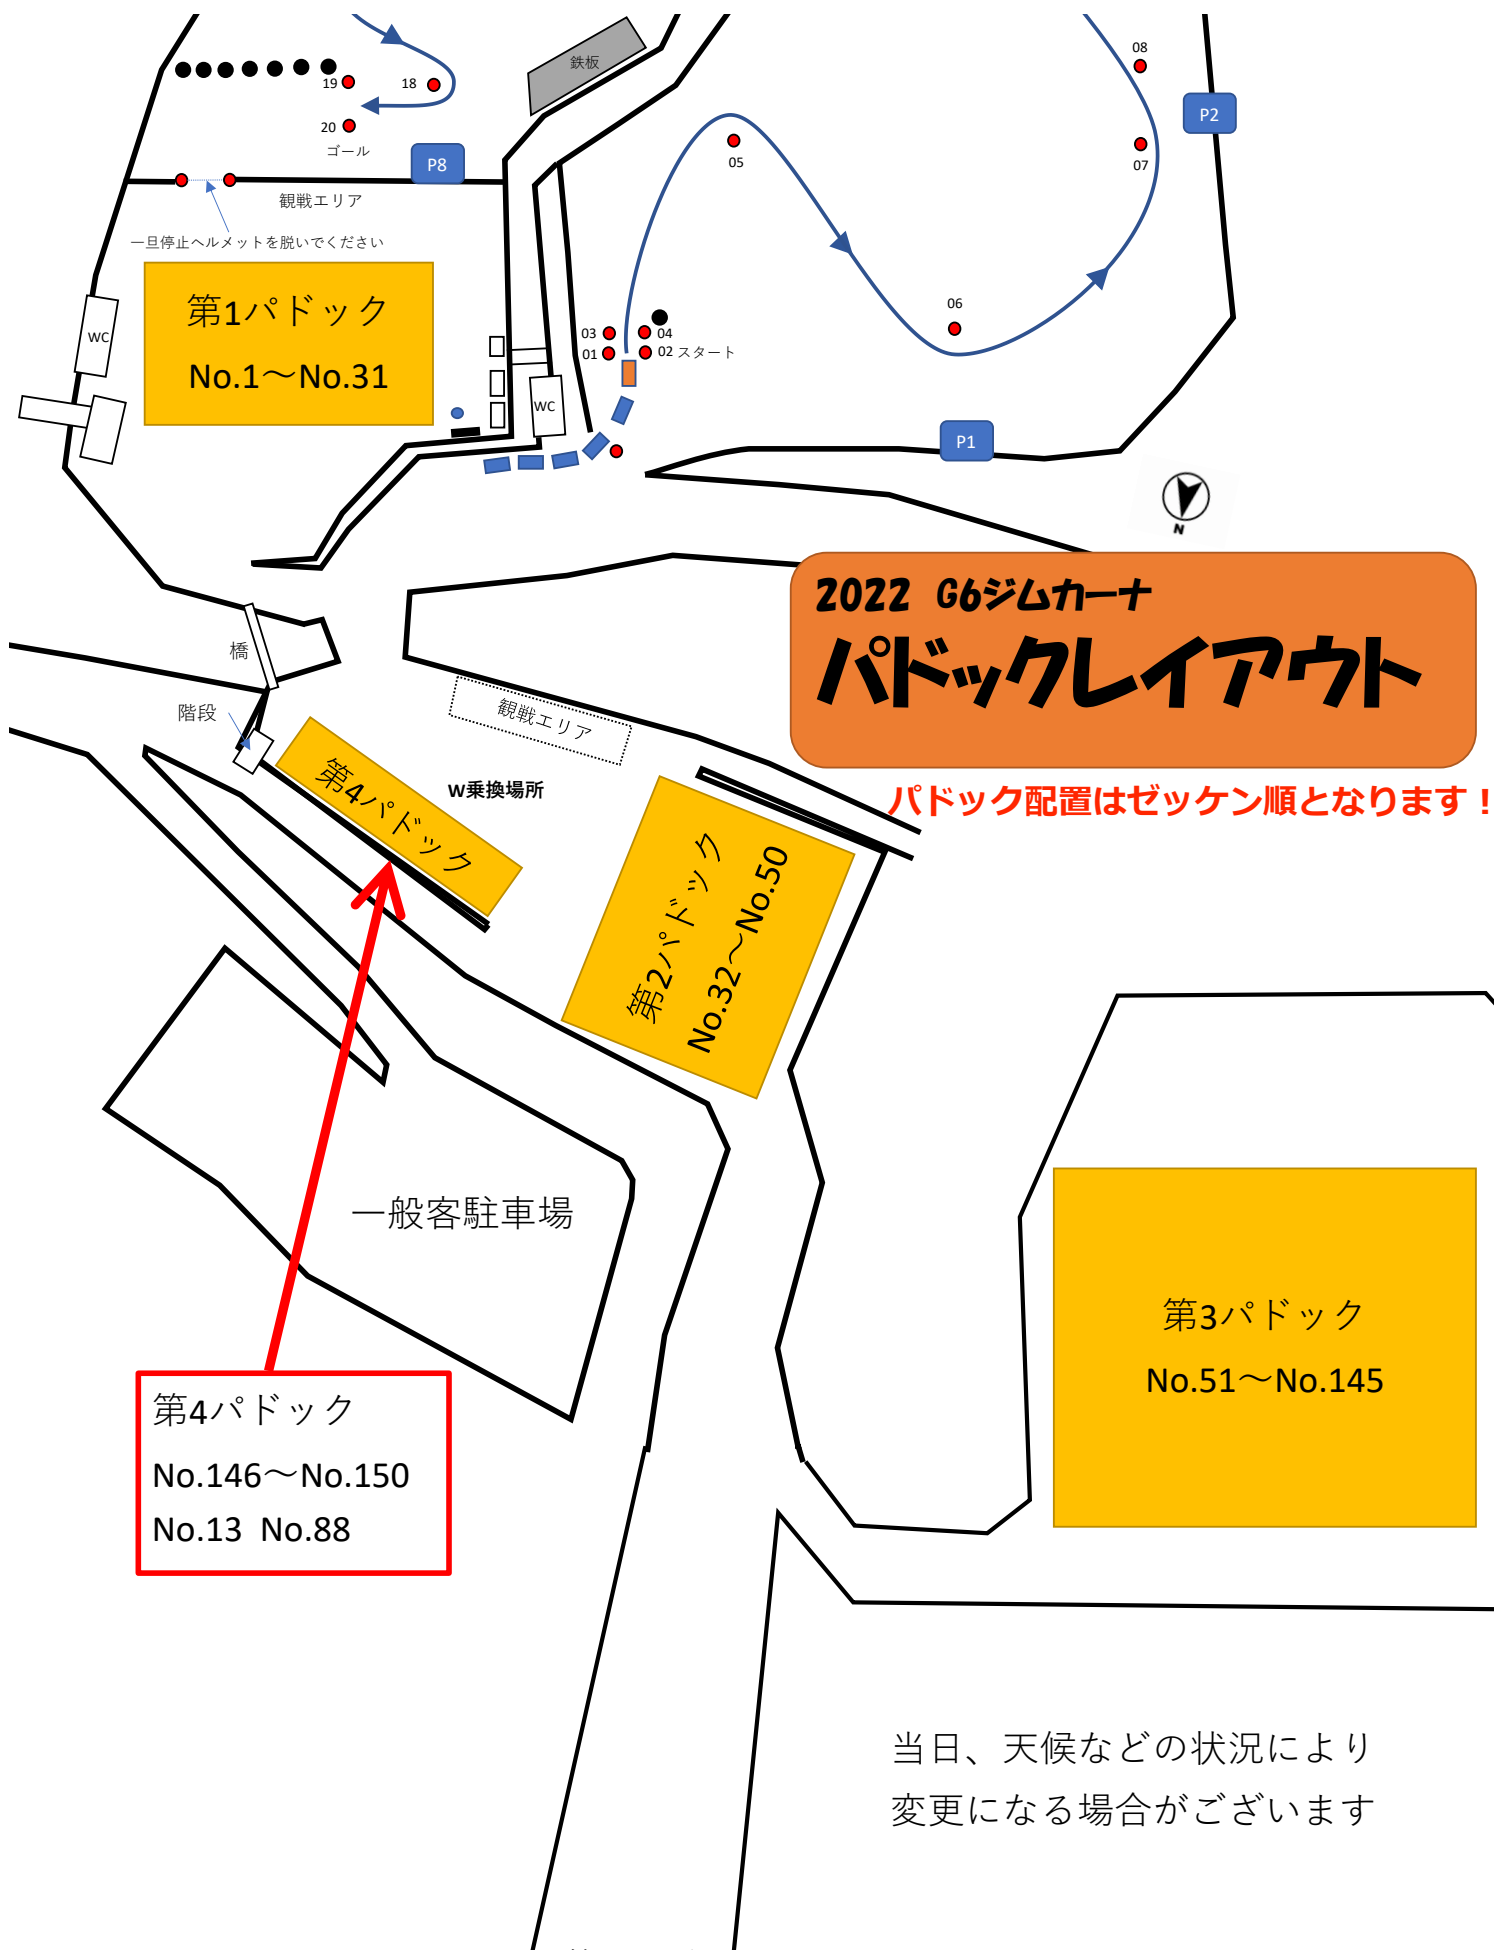 鉄板
08
19
18
P2
20
ゴール
05
07
P8
観戦エリア
一旦停止ヘルメットを脱いでください
第1パドック
No.1～No.31
WC
06
03
04
01
02 スタート
WC
P1
N
2022 G6ジムカーナ
パドックレイアウト
パドック配置はゼッケン順となります！
橋
階段
観戦エリア
第4パドック
W乗換場所
第2パドック
No.32～No.50
一般客駐車場
第3パドック
No.51～No.145
第4パドック
No.146～No.150
No.13 No.88
当日、天候などの状況により
変更になる場合がございます